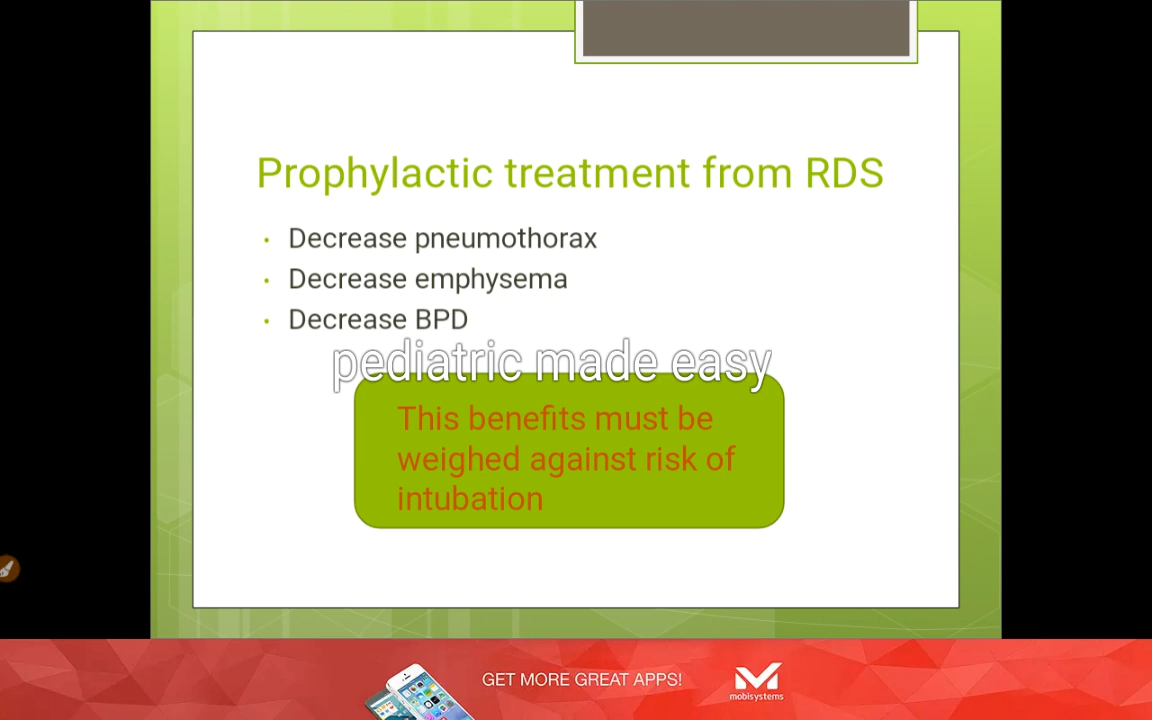 Prophylactic treatment from RDS
• Decrease pneumothorax
• Decrease emphysema
• Decrease BPD
pediatric made easy
This benefits must be
weighed against risk of
intubation
GET MORE GREAT APPS!
mobisystems